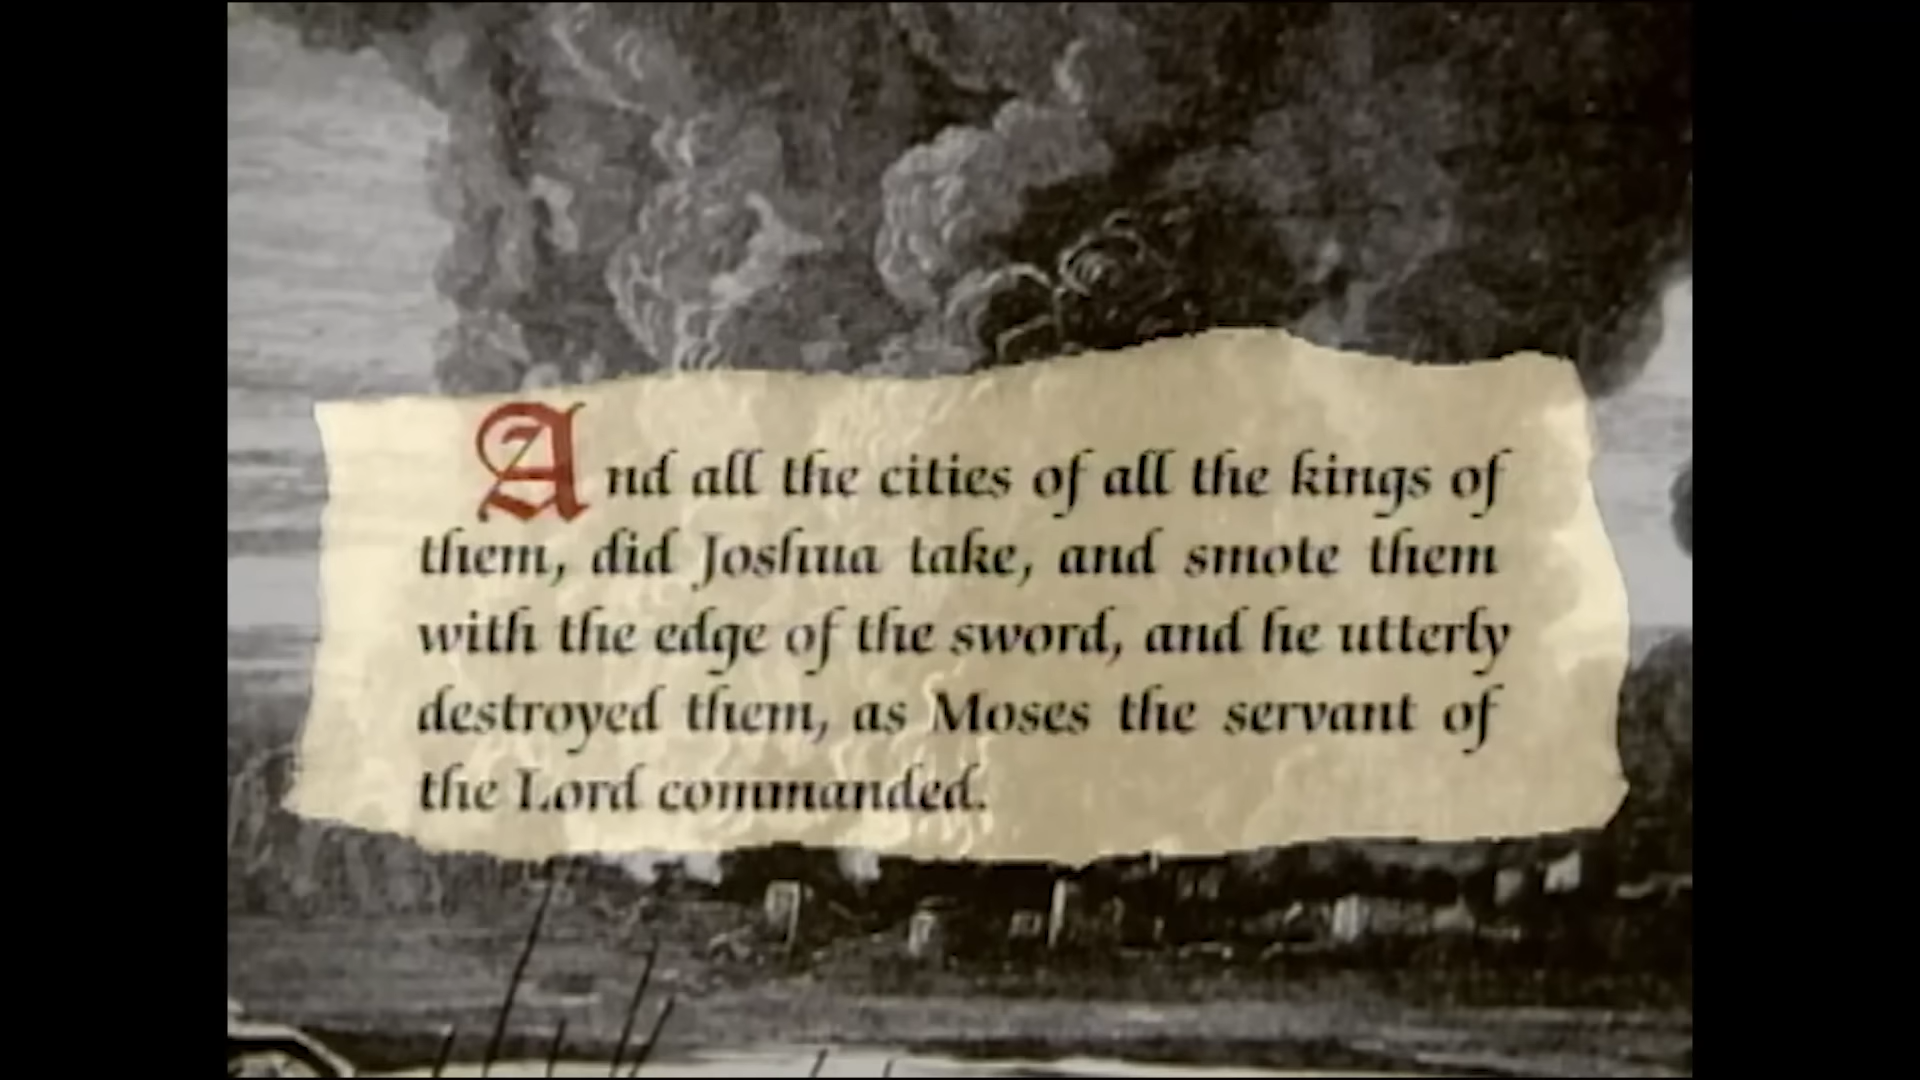 And all the cities of all the kings of
them, did Joshua take, and smote them
with the edge of the sword, and he utterly
destroyed them, as Moses the servant of
the Lord commanded.